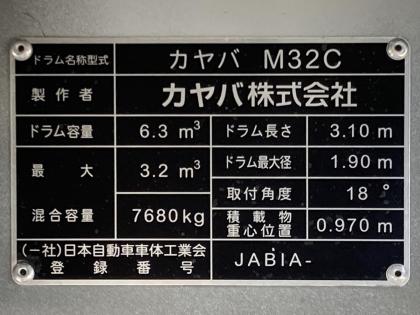 ドラム名称型式 カヤバ M32C
製作者 カヤバ株式会社
ドラム容量 6.3 m³ ドラム長さ 3.10 m
最大 3.2 m³ ドラム最大径 1.90 m
混合容量 7680kg 取付角度 18°
積載物重心位置 0.970 m
(一社)日本自動車車体工業会
登録番号 JABIA-